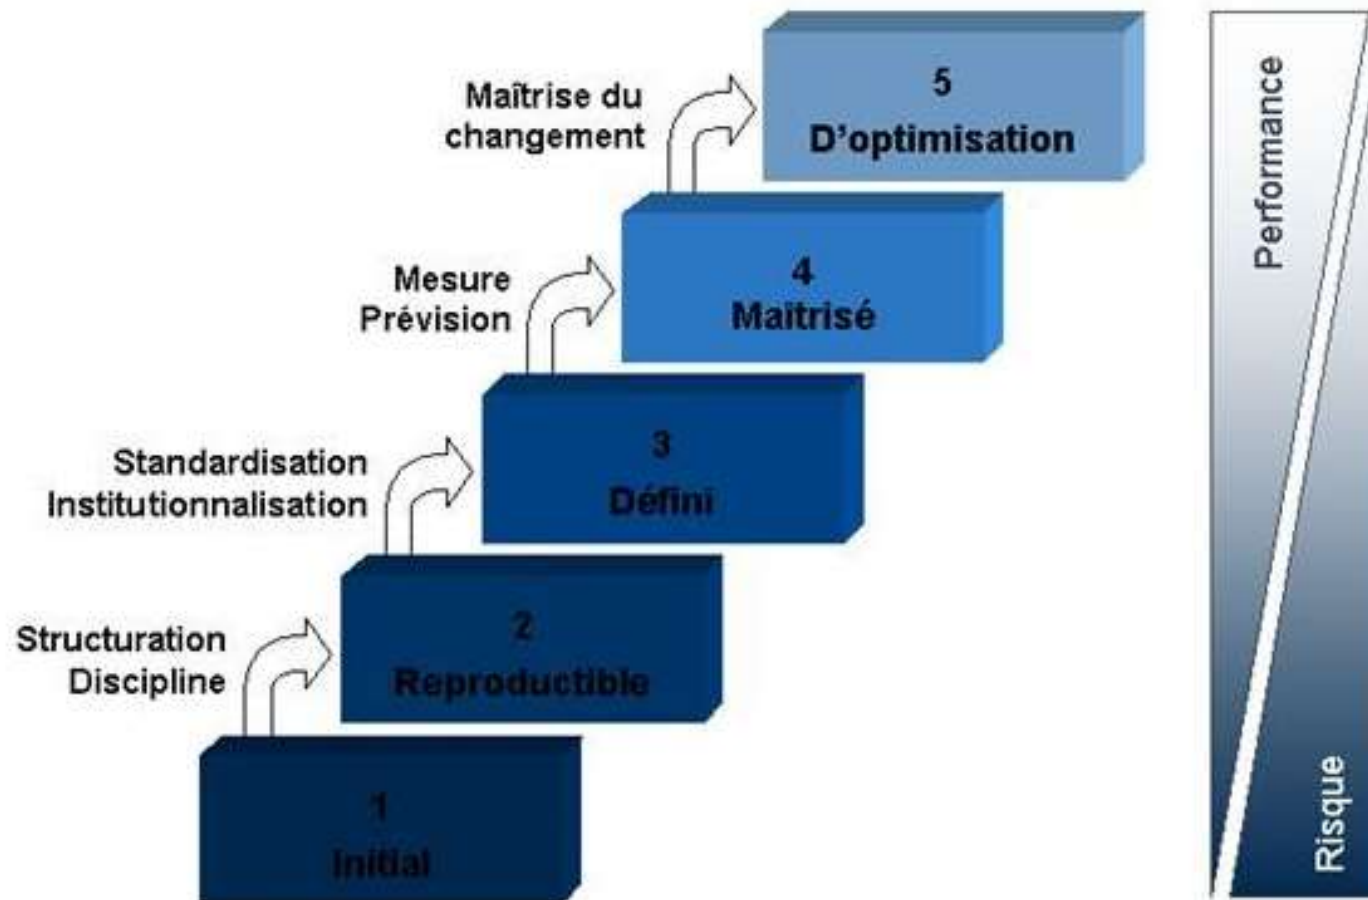 5
D'optimisation
Maîtrise du
changement
4
Maîtrisé
Mesure
Prévision
3
Défini
Standardisation
Institutionnalisation
2
Reproductible
Structuration
Discipline
1
Initial
Performance
Risque